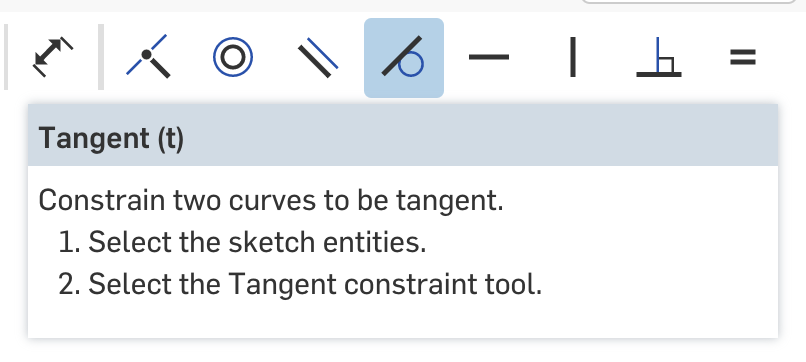 Tangent (t)
Constrain two curves to be tangent.
1. Select the sketch entities.
2. Select the Tangent constraint tool.